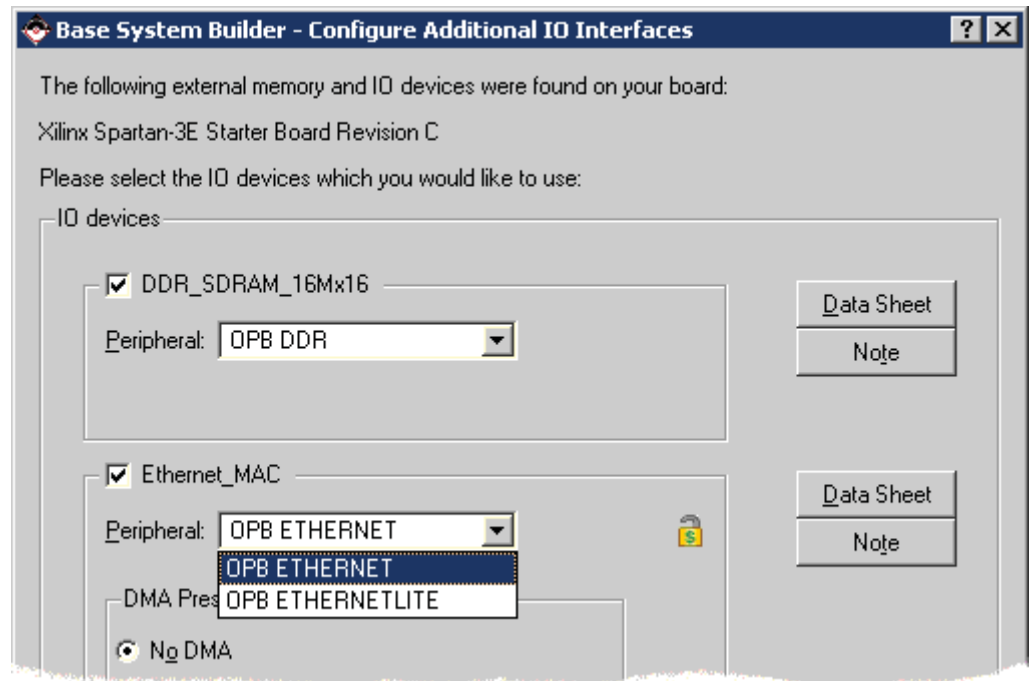 Base System Builder - Configure Additional IO Interfaces
The following external memory and IO devices were found on your board:
Xilinx Spartan-3E Starter Board Revision C
Please select the IO devices which you would like to use:
IO devices
DDR_SDRAM_16Mx16
Data Sheet
Peripheral: OPB DDR
Note
Ethernet_MAC
Data Sheet
Peripheral: OPB ETHERNET
$
Note
OPB ETHERNET
DMA Pres OPB ETHERNETLITE
No DMA